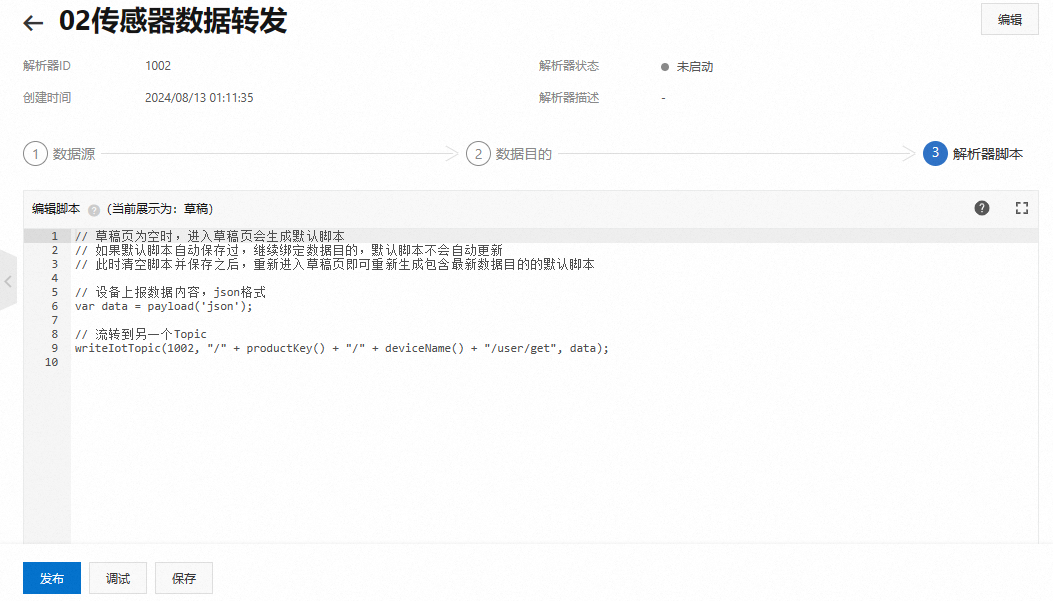 02传感器数据转发
编辑
解析器ID 1002 解析器状态 未启动
创建时间 2024/08/13 01:11:35 解析器描述 -
1 数据源 2 数据目的 3 解析器脚本
编辑脚本 ? (当前展示为：草稿) ?
1 // 草稿页为空时，进入草稿页会生成默认脚本
2 // 如果默认脚本自动保存过，继续绑定数据目的，默认脚本不会自动更新
3 // 此时清空脚本并保存之后，重新进入草稿页即可重新生成包含最新数据目的的默认脚本
4
5 // 设备上报数据内容，json格式
6 var data = payload('json');
7
8 // 流转到另一个Topic
9 writeIotTopic(1002, "/" + productKey() + "/" + deviceName() + "/user/get", data);
10
发布 调试 保存